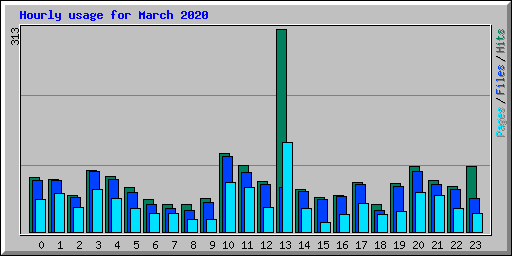 Hourly usage for March 2020
313
Pages / Files / Hits
0 1 2 3 4 5 6 7 8 9 10 11 12 13 14 15 16 17 18 19 20 21 22 23